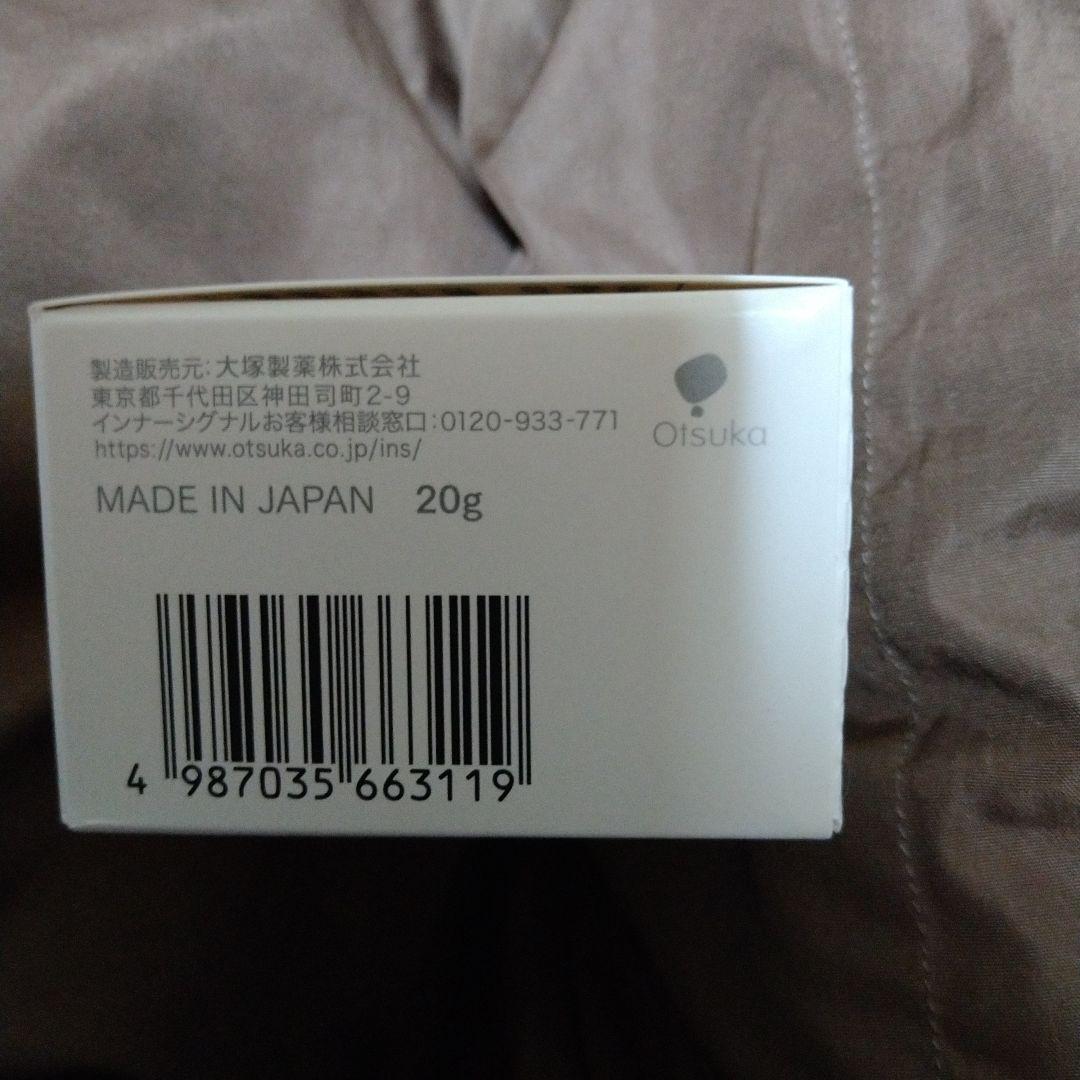 製造販売元：大塚製薬株式会社
東京都千代田区神田司町2-9
インナーシグナルお客様相談窓口：0120-933-771
https://www.otsuka.co.jp/ins/
Otsuka
MADE IN JAPAN 20g
4 987035 663119